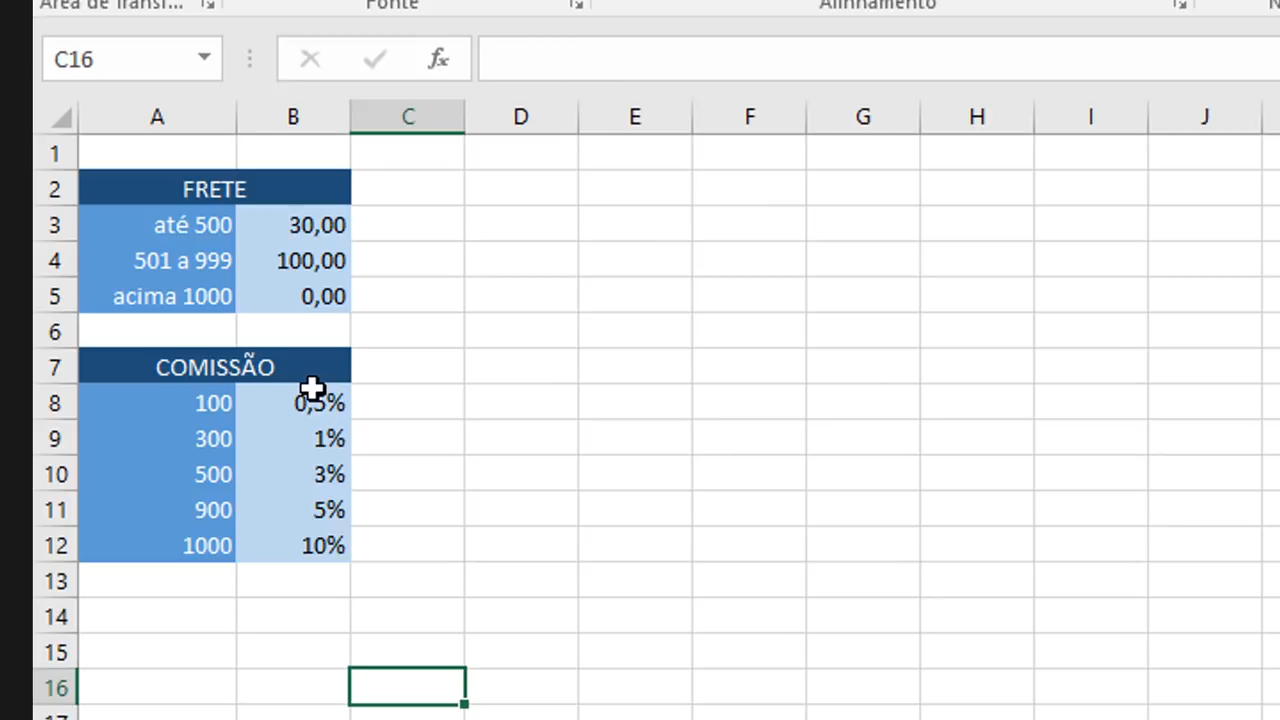 Fonte
Alinhamento
C16
fx
A B C D E F G H I J
1
2 FRETE
3 até 500 30,00
4 501 a 999 100,00
5 acima 1000 0,00
6
7 COMISSÃO
8 100 0,5%
9 300 1%
10 500 3%
11 900 5%
12 1000 10%
13
14
15
16